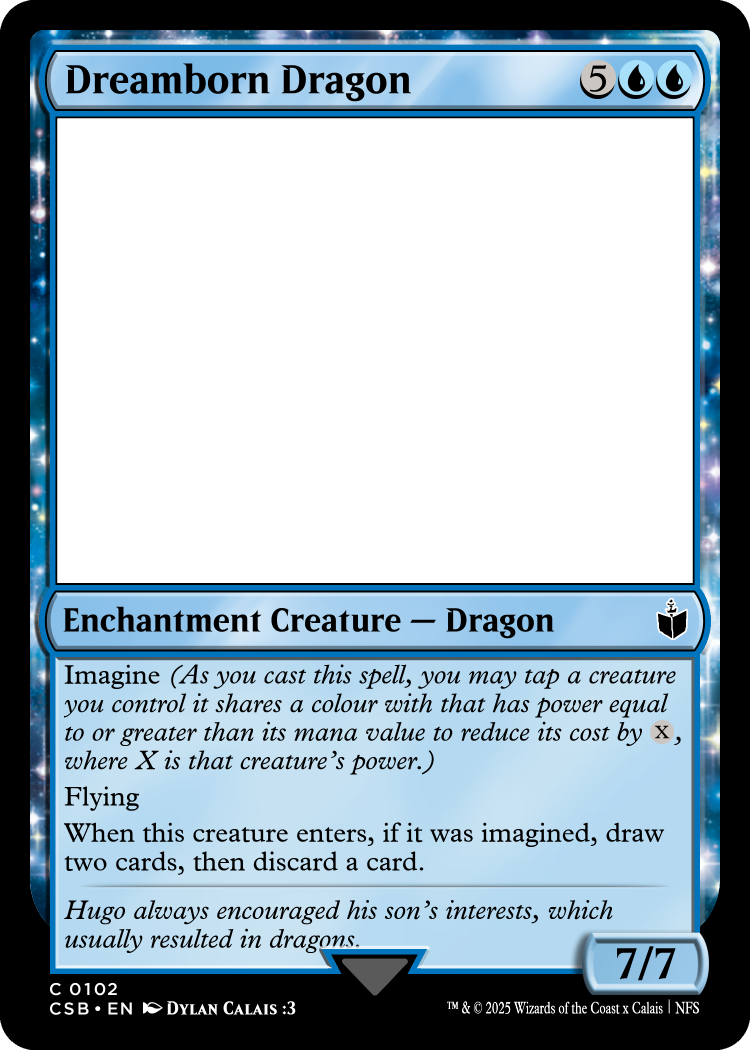 Dreamborn Dragon 5
Enchantment Creature — Dragon
Imagine (As you cast this spell, you may tap a creature
you control it shares a colour with that has power equal
to or greater than its mana value to reduce its cost by X,
where X is that creature's power.)
Flying
When this creature enters, if it was imagined, draw
two cards, then discard a card.
Hugo always encouraged his son's interests, which
usually resulted in dragons.
7/7
C 0102
CSB • EN DYLAN CALAIS :3
™ & © 2025 Wizards of the Coast x Calais | NFS